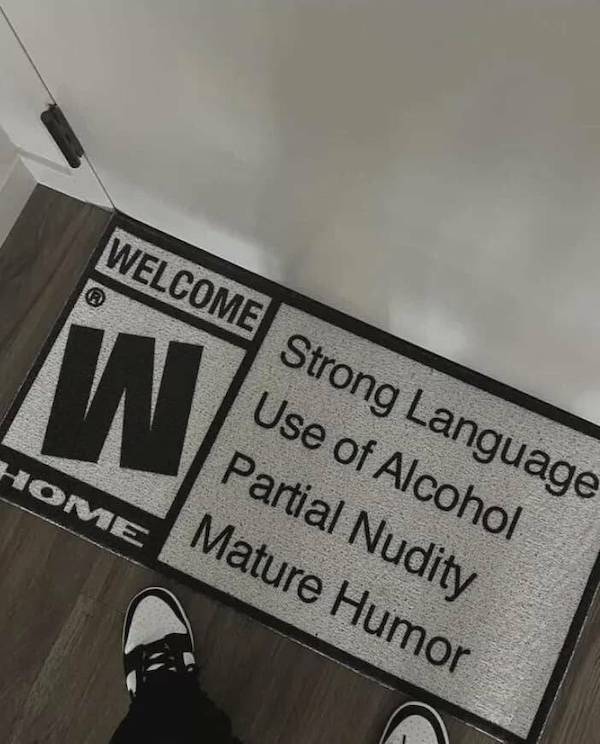 WELCOME
®
W
HOME
Strong Language
Use of Alcohol
Partial Nudity
Mature Humor